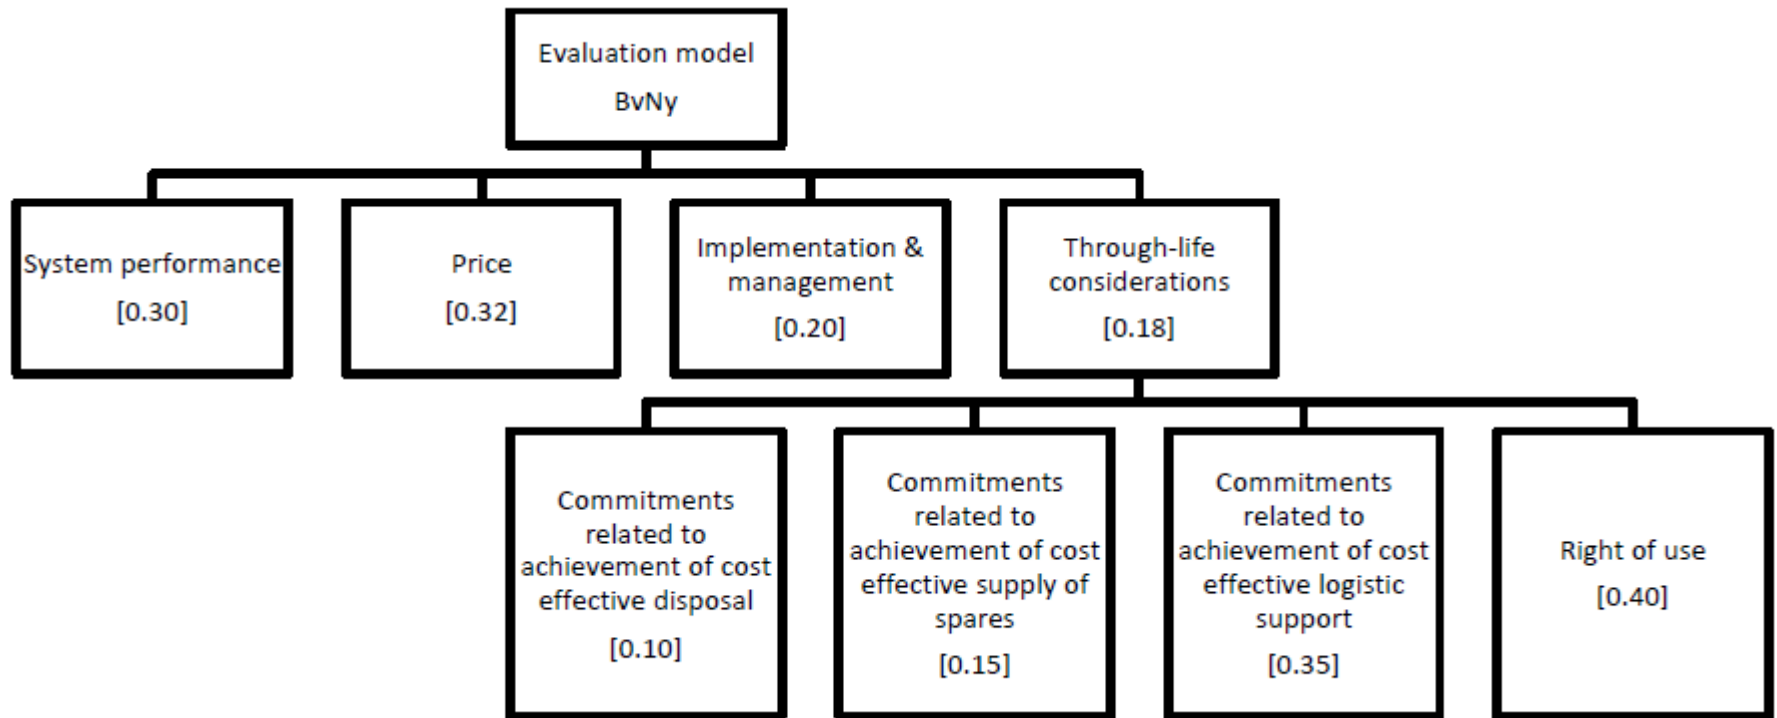 Evaluation model
BvNy
System performance
[0.30]
Price
[0.32]
Implementation &
management
[0.20]
Through-life
considerations
[0.18]
Commitments
related to
achievement of cost
effective disposal
[0.10]
Commitments
related to
achievement of cost
effective supply of
spares
[0.15]
Commitments
related to
achievement of cost
effective logistic
support
[0.35]
Right of use
[0.40]